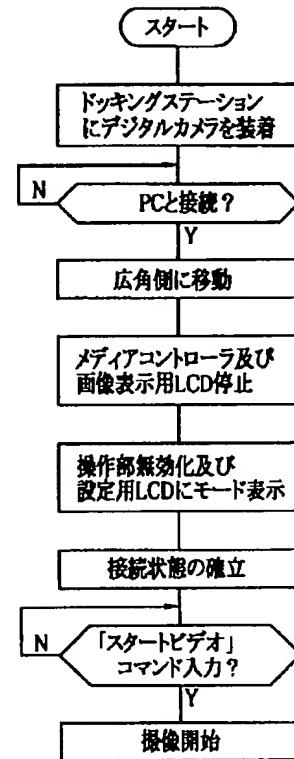 スタート
ドッキングステーション
にデジタルカメラを装着
N
PCと接続？
Y
広角側に移動
メディアコントローラ及び
画像表示用LCD停止
操作部無効化及び
設定用LCDにモード表示
接続状態の確立
N
「スタートビデオ」
コマンド入力？
Y
撮像開始